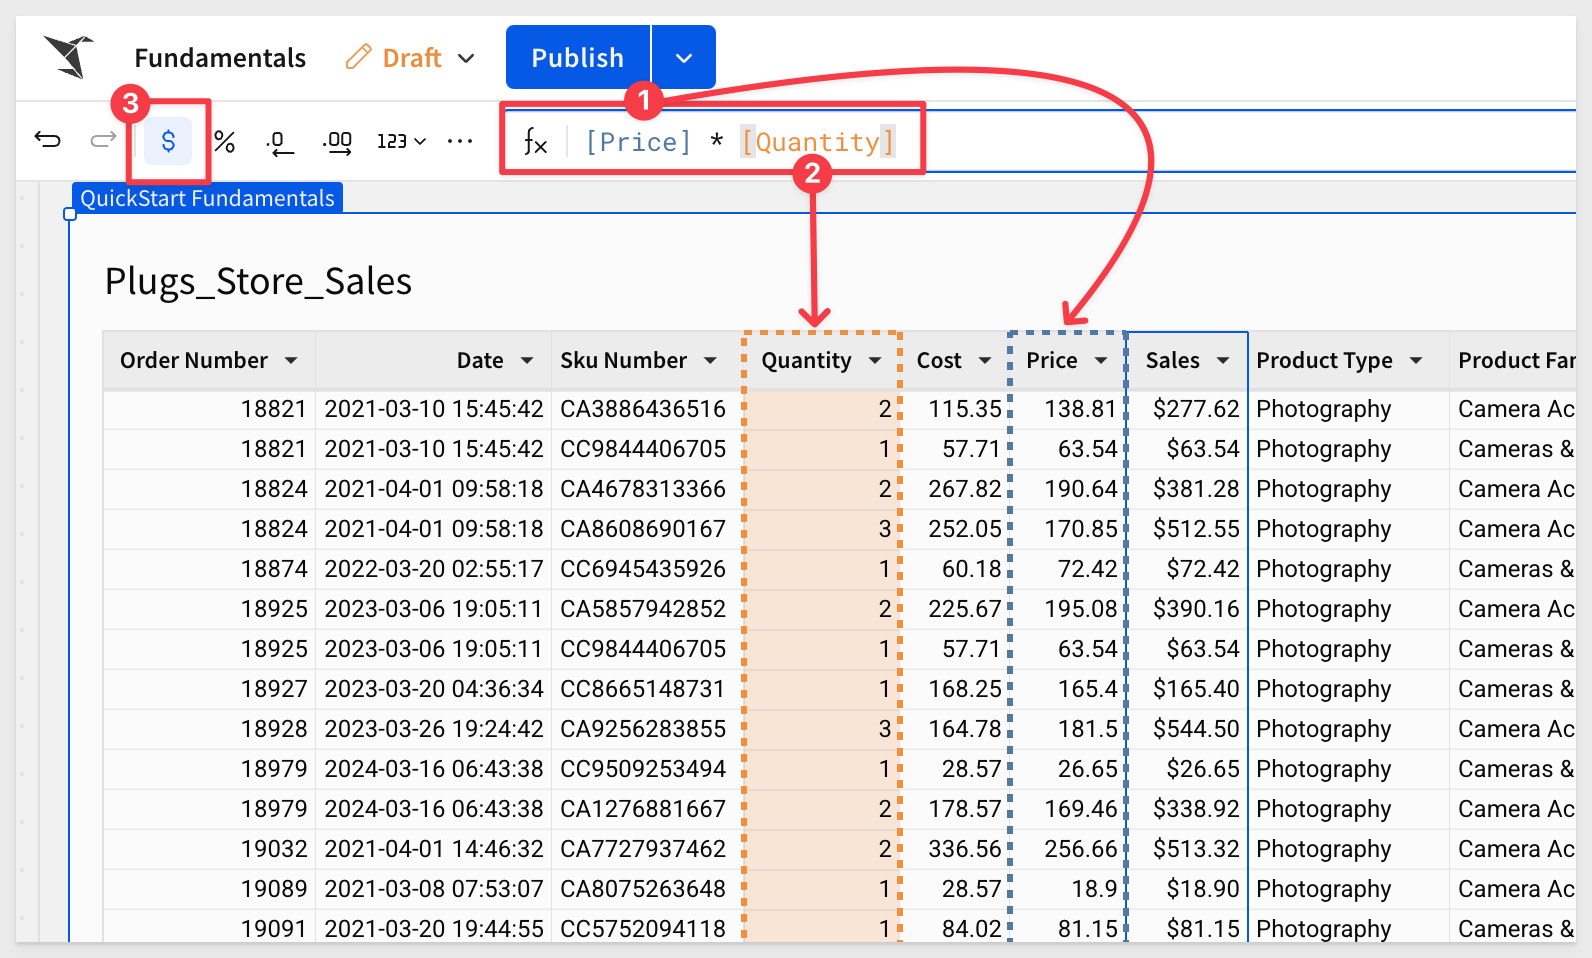 Fundamentals Draft Publish
3 1
$ % .0 .00 123 ... fx [Price] * [Quantity]
2
QuickStart Fundamentals
Plugs_Store_Sales
Order Number Date Sku Number Quantity Cost Price Sales Product Type Product Far
18821 2021-03-10 15:45:42 CA3886436516 2 115.35 138.81 $277.62 Photography Camera Ac
18821 2021-03-10 15:45:42 CC9844406705 1 57.71 63.54 $63.54 Photography Cameras &
18824 2021-04-01 09:58:18 CA4678313366 2 267.82 190.64 $381.28 Photography Camera Ac
18824 2021-04-01 09:58:18 CA8608690167 3 252.05 170.85 $512.55 Photography Camera Ac
18874 2022-03-20 02:55:17 CC6945435926 1 60.18 72.42 $72.42 Photography Cameras &
18925 2023-03-06 19:05:11 CA5857942852 2 225.67 195.08 $390.16 Photography Camera Ac
18925 2023-03-06 19:05:11 CC9844406705 1 57.71 63.54 $63.54 Photography Cameras &
18927 2023-03-20 04:36:34 CC8665148731 1 168.25 165.4 $165.40 Photography Cameras &
18928 2023-03-26 19:24:42 CA9256283855 3 164.78 181.5 $544.50 Photography Camera Ac
18979 2024-03-16 06:43:38 CC9509253494 1 28.57 26.65 $26.65 Photography Cameras &
18979 2024-03-16 06:43:38 CA1276881667 2 178.57 169.46 $338.92 Photography Camera Ac
19032 2021-04-01 14:46:32 CA7727937462 2 336.56 256.66 $513.32 Photography Camera Ac
19089 2021-03-08 07:53:07 CA8075263648 1 28.57 18.9 $18.90 Photography Camera Ac
19091 2021-03-20 19:44:55 CC5752094118 1 84.02 81.15 $81.15 Photography Cameras &